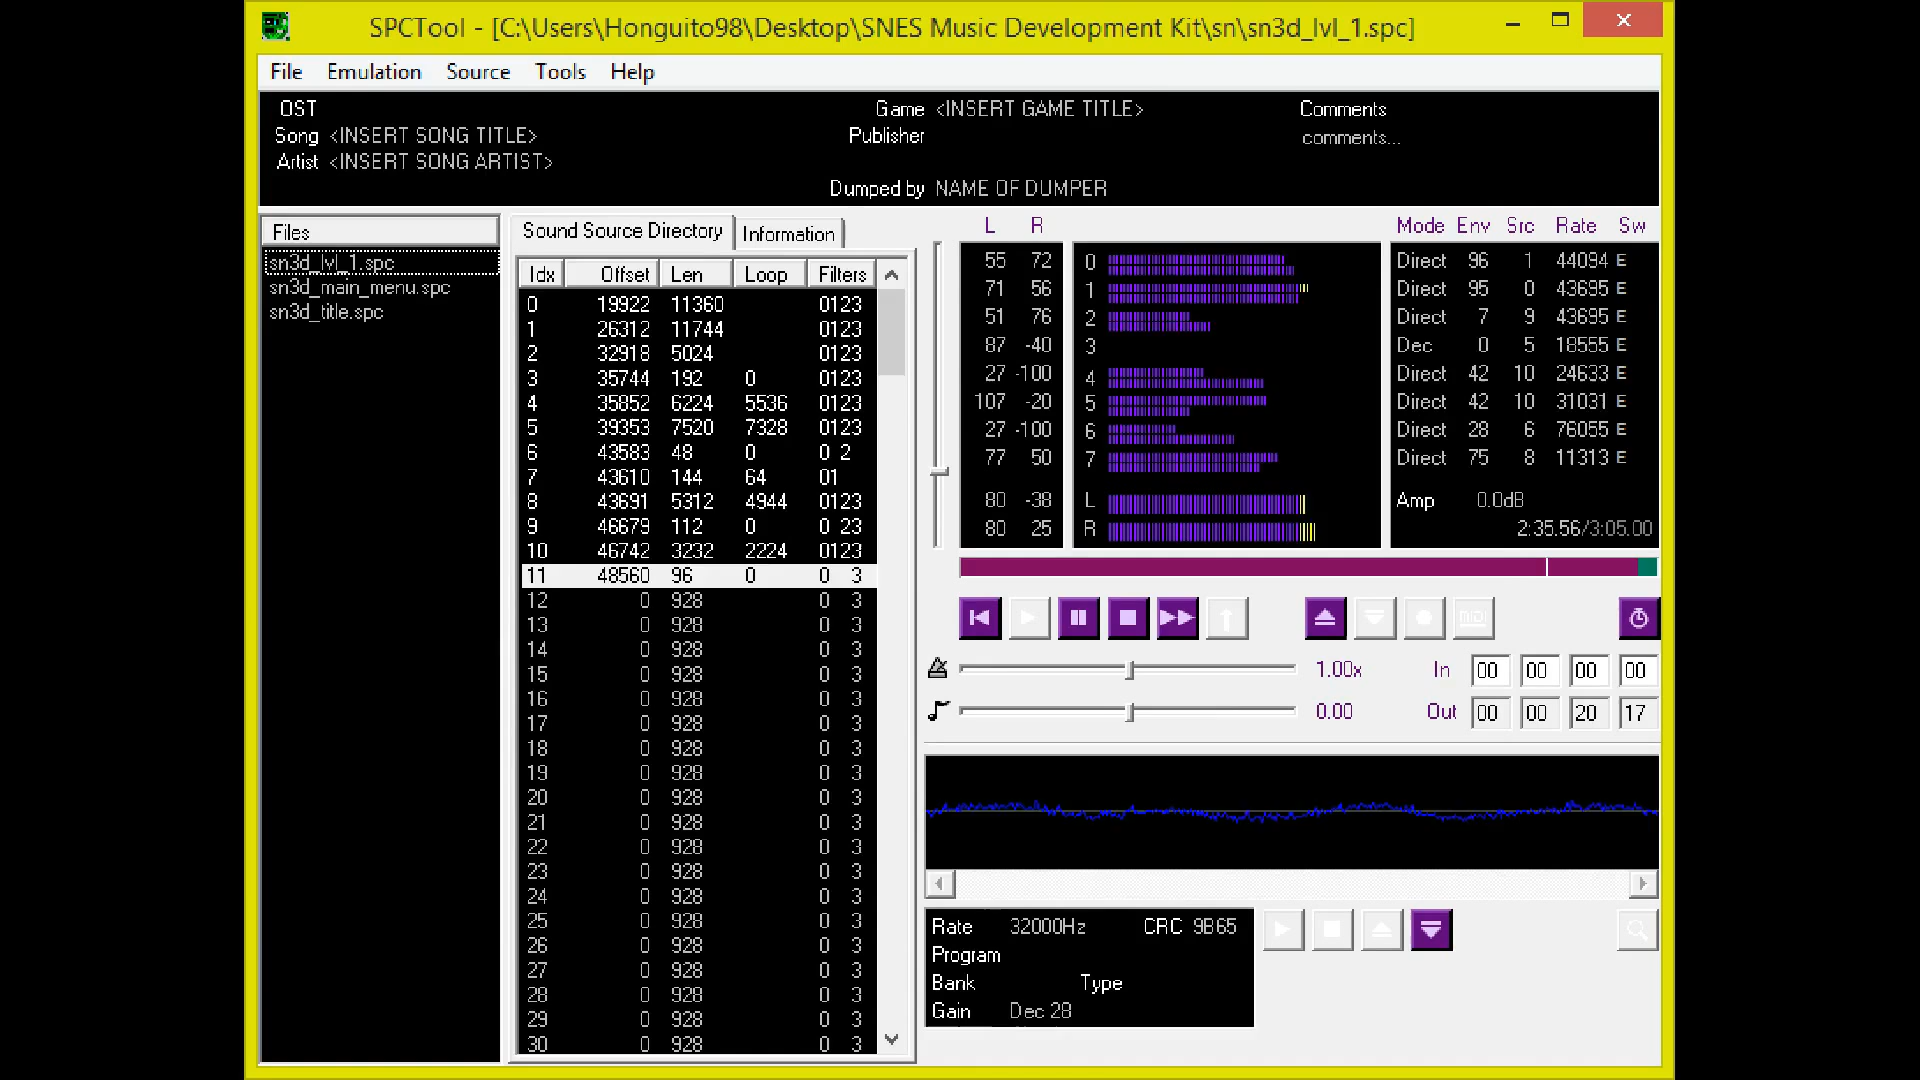 SPCTool - [C:\Users\Honguito98\Desktop\SNES Music Development Kit\sn\sn3d_lvl_1.spc]
File Emulation Source Tools Help
OST
Song <INSERT SONG TITLE>
Artist <INSERT SONG ARTIST>
Game <INSERT GAME TITLE>
Publisher
Dumped by NAME OF DUMPER
Comments
comments...
Files
sn3d_lvl_1.spc
sn3d_main_menu.spc
sn3d_title.spc
Sound Source Directory Information
Idx Offset Len Loop Filters
0 19922 11360 0123
1 26312 11744 0123
2 32918 5024 0123
3 35744 192 0 0123
4 35852 6224 5536 0123
5 39353 7520 7328 0123
6 43583 48 0 0 2
7 43610 144 64 01
8 43691 5312 4944 0123
9 46679 112 0 0 23
10 46742 3232 2224 0123
11 48560 96 0 0 3
12 0 928 0 3
13 0 928 0 3
14 0 928 0 3
15 0 928 0 3
16 0 928 0 3
17 0 928 0 3
18 0 928 0 3
19 0 928 0 3
20 0 928 0 3
21 0 928 0 3
22 0 928 0 3
23 0 928 0 3
24 0 928 0 3
25 0 928 0 3
26 0 928 0 3
27 0 928 0 3
28 0 928 0 3
29 0 928 0 3
30 0 928 0 3
L R Mode Env Src Rate Sw
55 72 0 Direct 96 1 44094 E
71 56 1 Direct 95 0 43695 E
51 76 2 Direct 7 9 43695 E
87 -40 3 Dec 0 5 18555 E
27 -100 4 Direct 42 10 24633 E
107 -20 5 Direct 42 10 31031 E
27 -100 6 Direct 28 6 76055 E
77 50 7 Direct 75 8 11313 E
80 -38 L Amp 0.0dB
80 25 R 2:35.56/3:05.00
MIDI
1.00x In 00 00 00 00
0.00 Out 00 00 20 17
Rate 32000Hz CRC 9B65
Program
Bank Type
Gain Dec 28